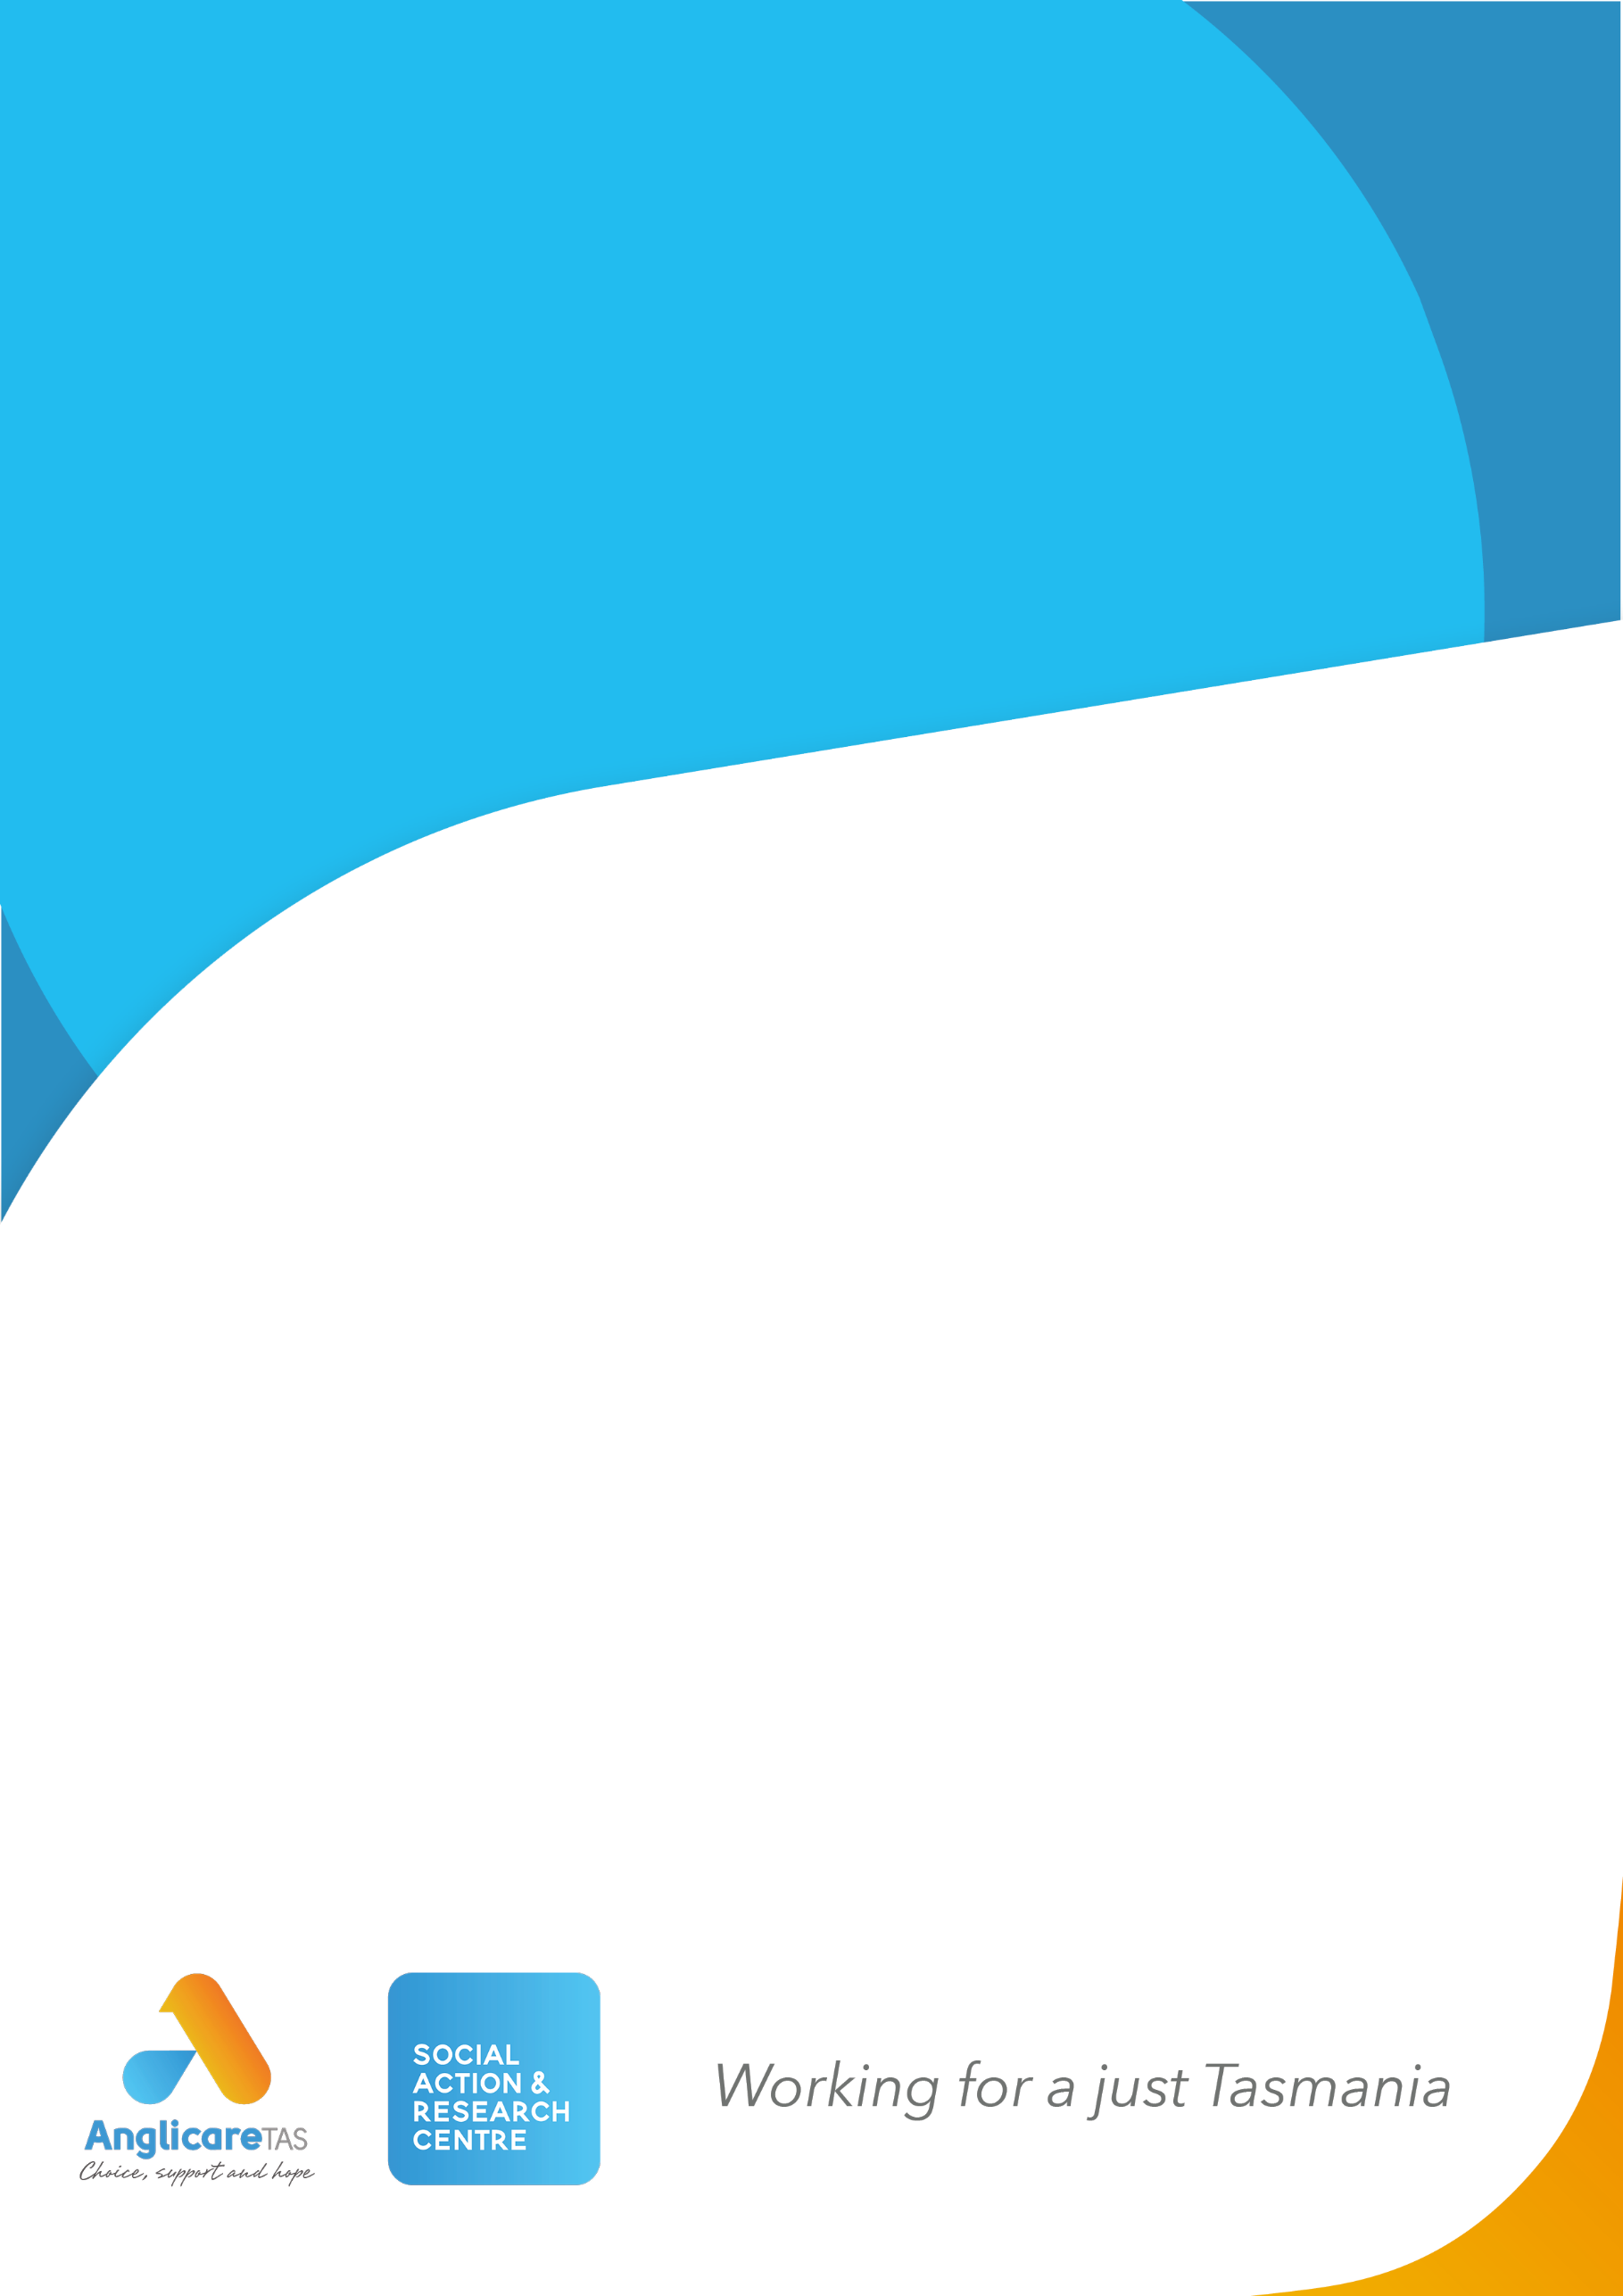 AnglicareTAS
Choice, support and hope
SOCIAL
ACTION &
RESEARCH
CENTRE
Working for a just Tasmania